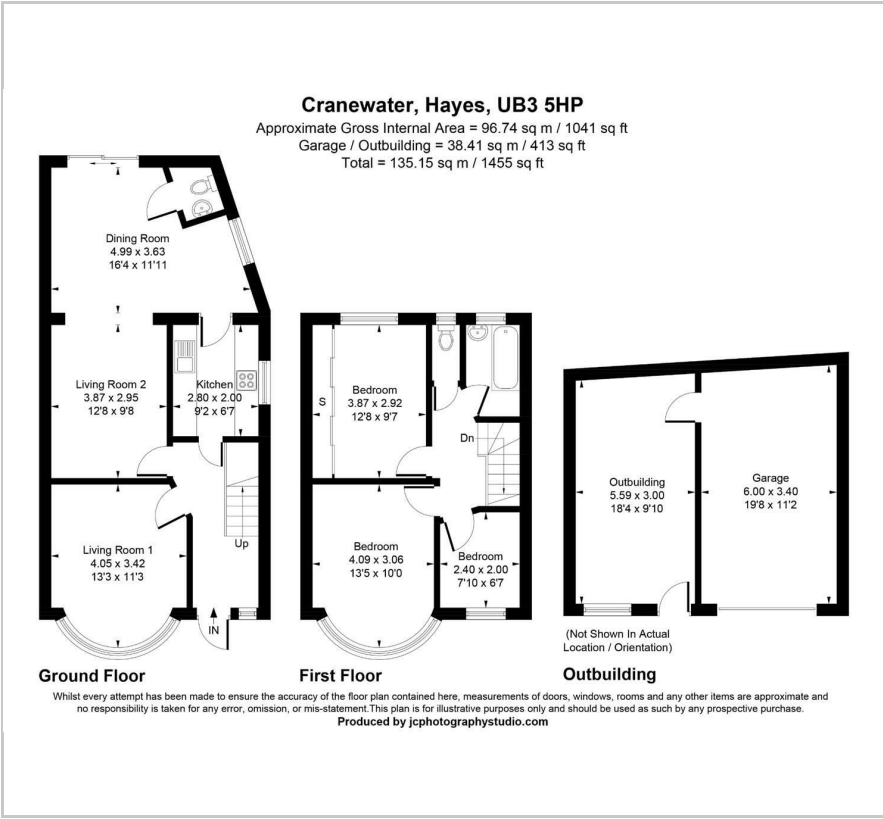 Cranewater, Hayes, UB3 5HP
Approximate Gross Internal Area = 96.74 sq m / 1041 sq ft
Garage / Outbuilding = 38.41 sq m / 413 sq ft
Total = 135.15 sq m / 1455 sq ft
Dining Room
4.99 x 3.63
16'4 x 11'11
Living Room 2
3.87 x 2.95
12'8 x 9'8
Kitchen
2.80 x 2.00
9'2 x 6'7
Living Room 1
4.05 x 3.42
13'3 x 11'3
Up
IN
Ground Floor
S
Bedroom
3.87 x 2.92
12'8 x 9'7
Dn
Bedroom
4.09 x 3.06
13'5 x 10'0
Bedroom
2.40 x 2.00
7'10 x 6'7
First Floor
Outbuilding
5.59 x 3.00
18'4 x 9'10
Garage
6.00 x 3.40
19'8 x 11'2
(Not Shown In Actual
Location / Orientation)
Outbuilding
Whilst every attempt has been made to ensure the accuracy of the floor plan contained here, measurements of doors, windows, rooms and any other items are approximate and
no responsibility is taken for any error, omission, or mis-statement.This plan is for illustrative purposes only and should be used as such by any prospective purchase.
Produced by jcphotographystudio.com